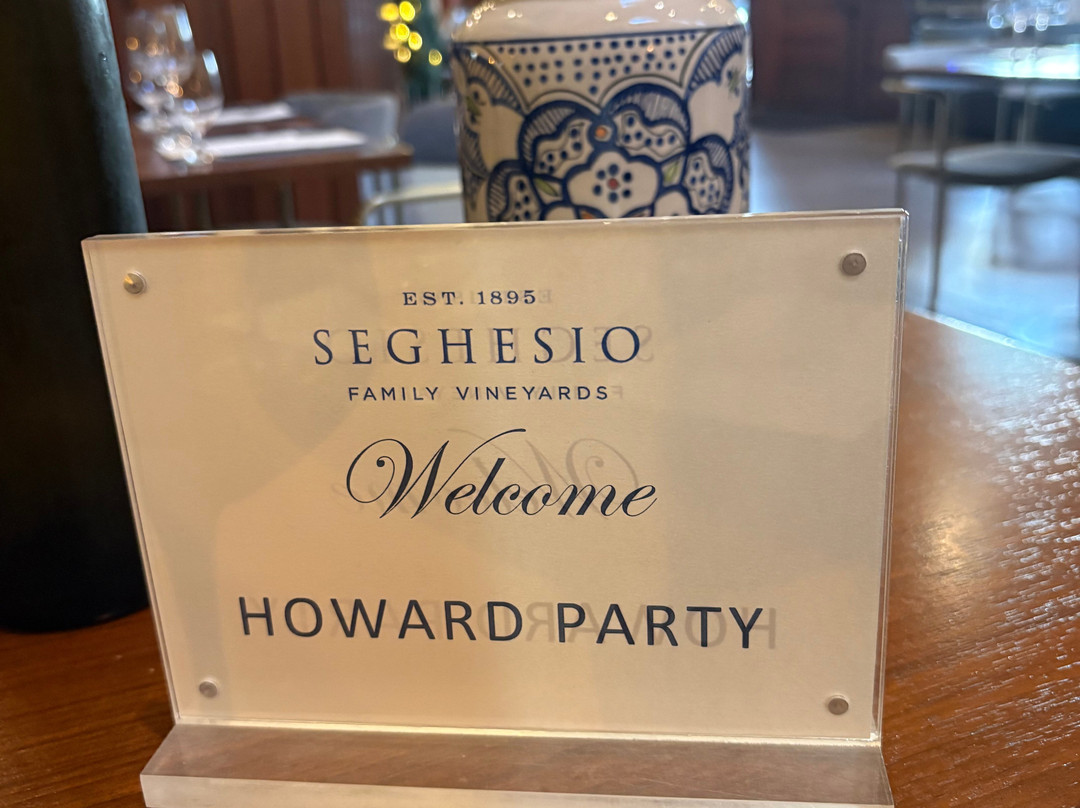 EST. 1895
SEGHESIO
FAMILY VINEYARDS
Welcome
HOWARD PARTY